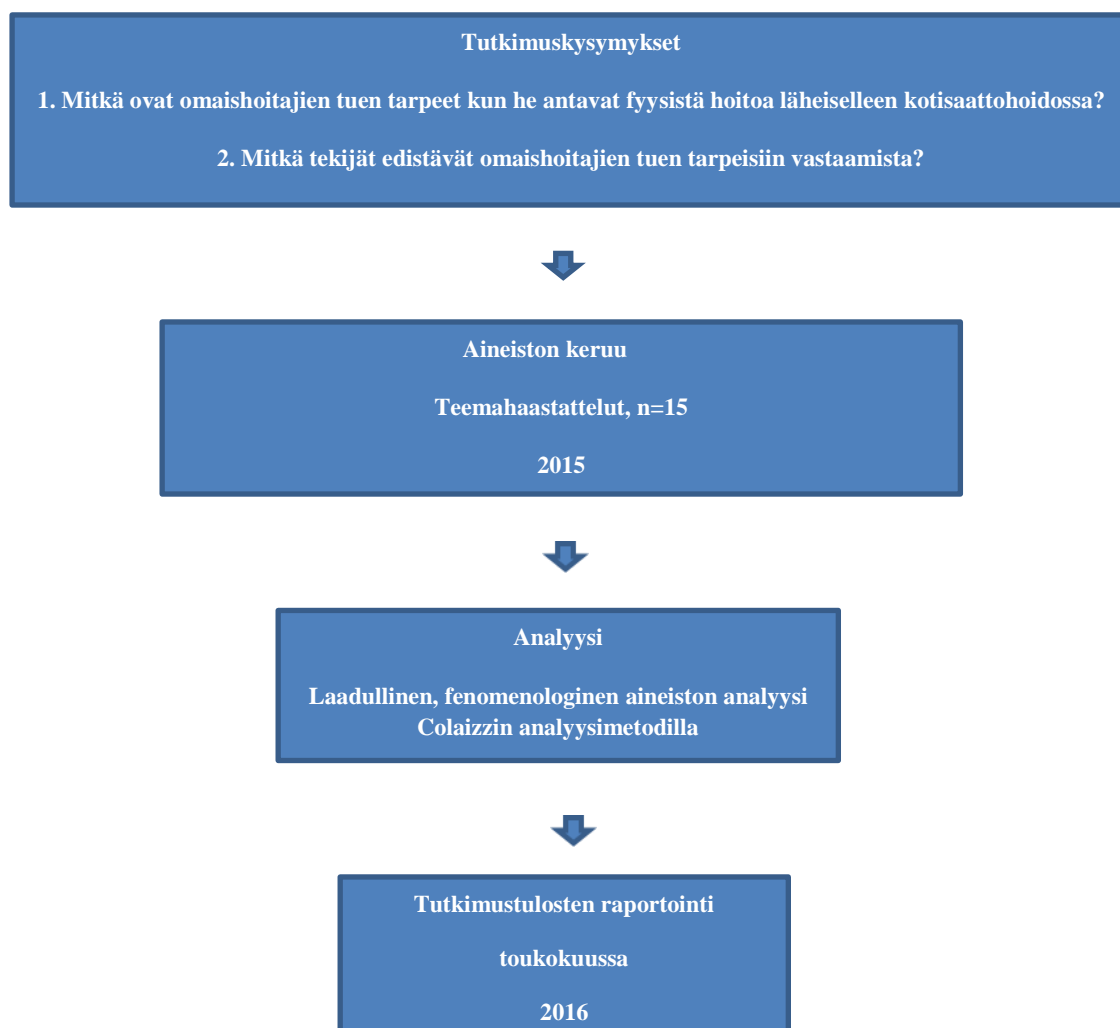 Tutkimuskysymykset
1. Mitkä ovat omaishoitajien tuen tarpeet kun he antavat fyysistä hoitoa läheiselleen kotisaattohoidossa?
2. Mitkä tekijät edistävät omaishoitajien tuen tarpeisiin vastaamista?
Aineiston keruu
Teemahaastattelut, n=15
2015
Analyysi
Laadullinen, fenomenologinen aineiston analyysi
Colaizzin analyysimetodilla
Tutkimustulosten raportointi
toukokuussa
2016